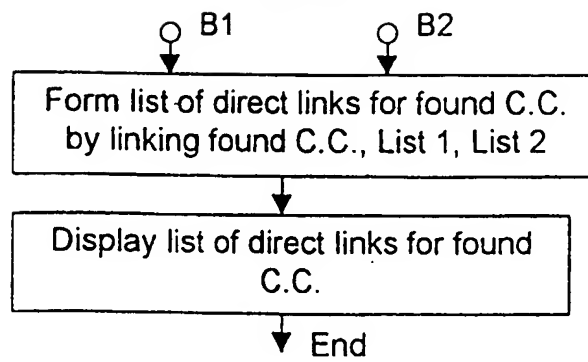 B1 B2
Form list of direct links for found C.C.
by linking found C.C., List 1, List 2
Display list of direct links for found
C.C.
End